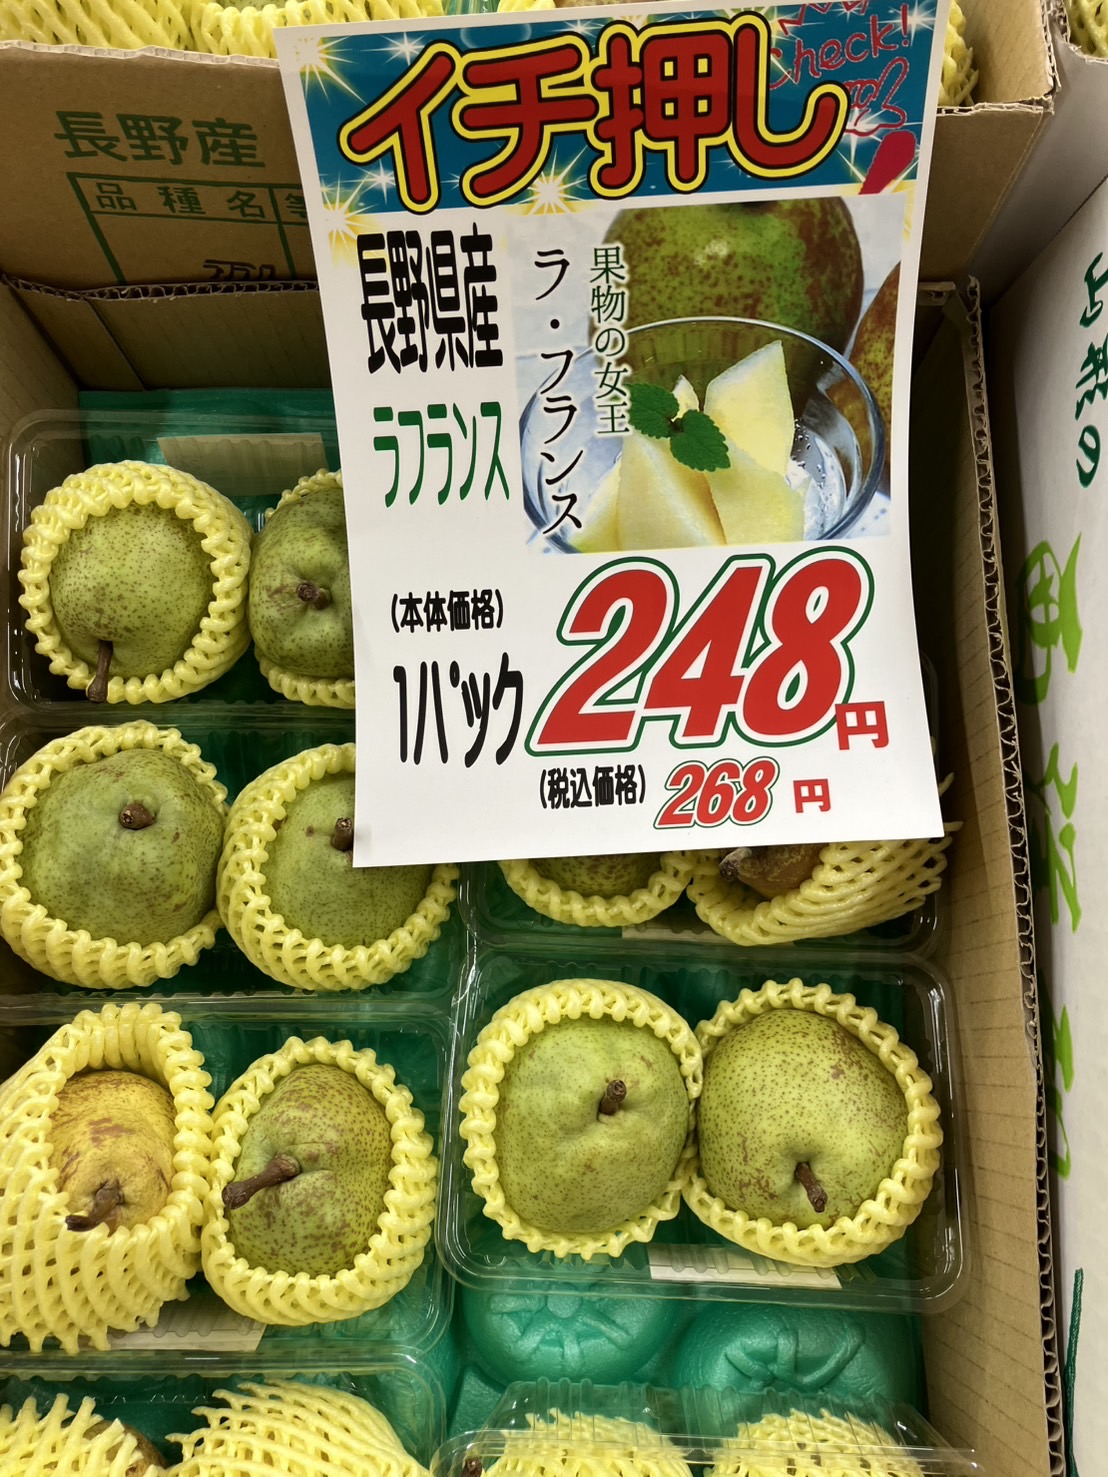 イチ押し
Check!
長野県産
ラフランス
果物の女王
ラ・フランス
(本体価格)
1パック
248円
(税込価格)
268円
長野産
品種名